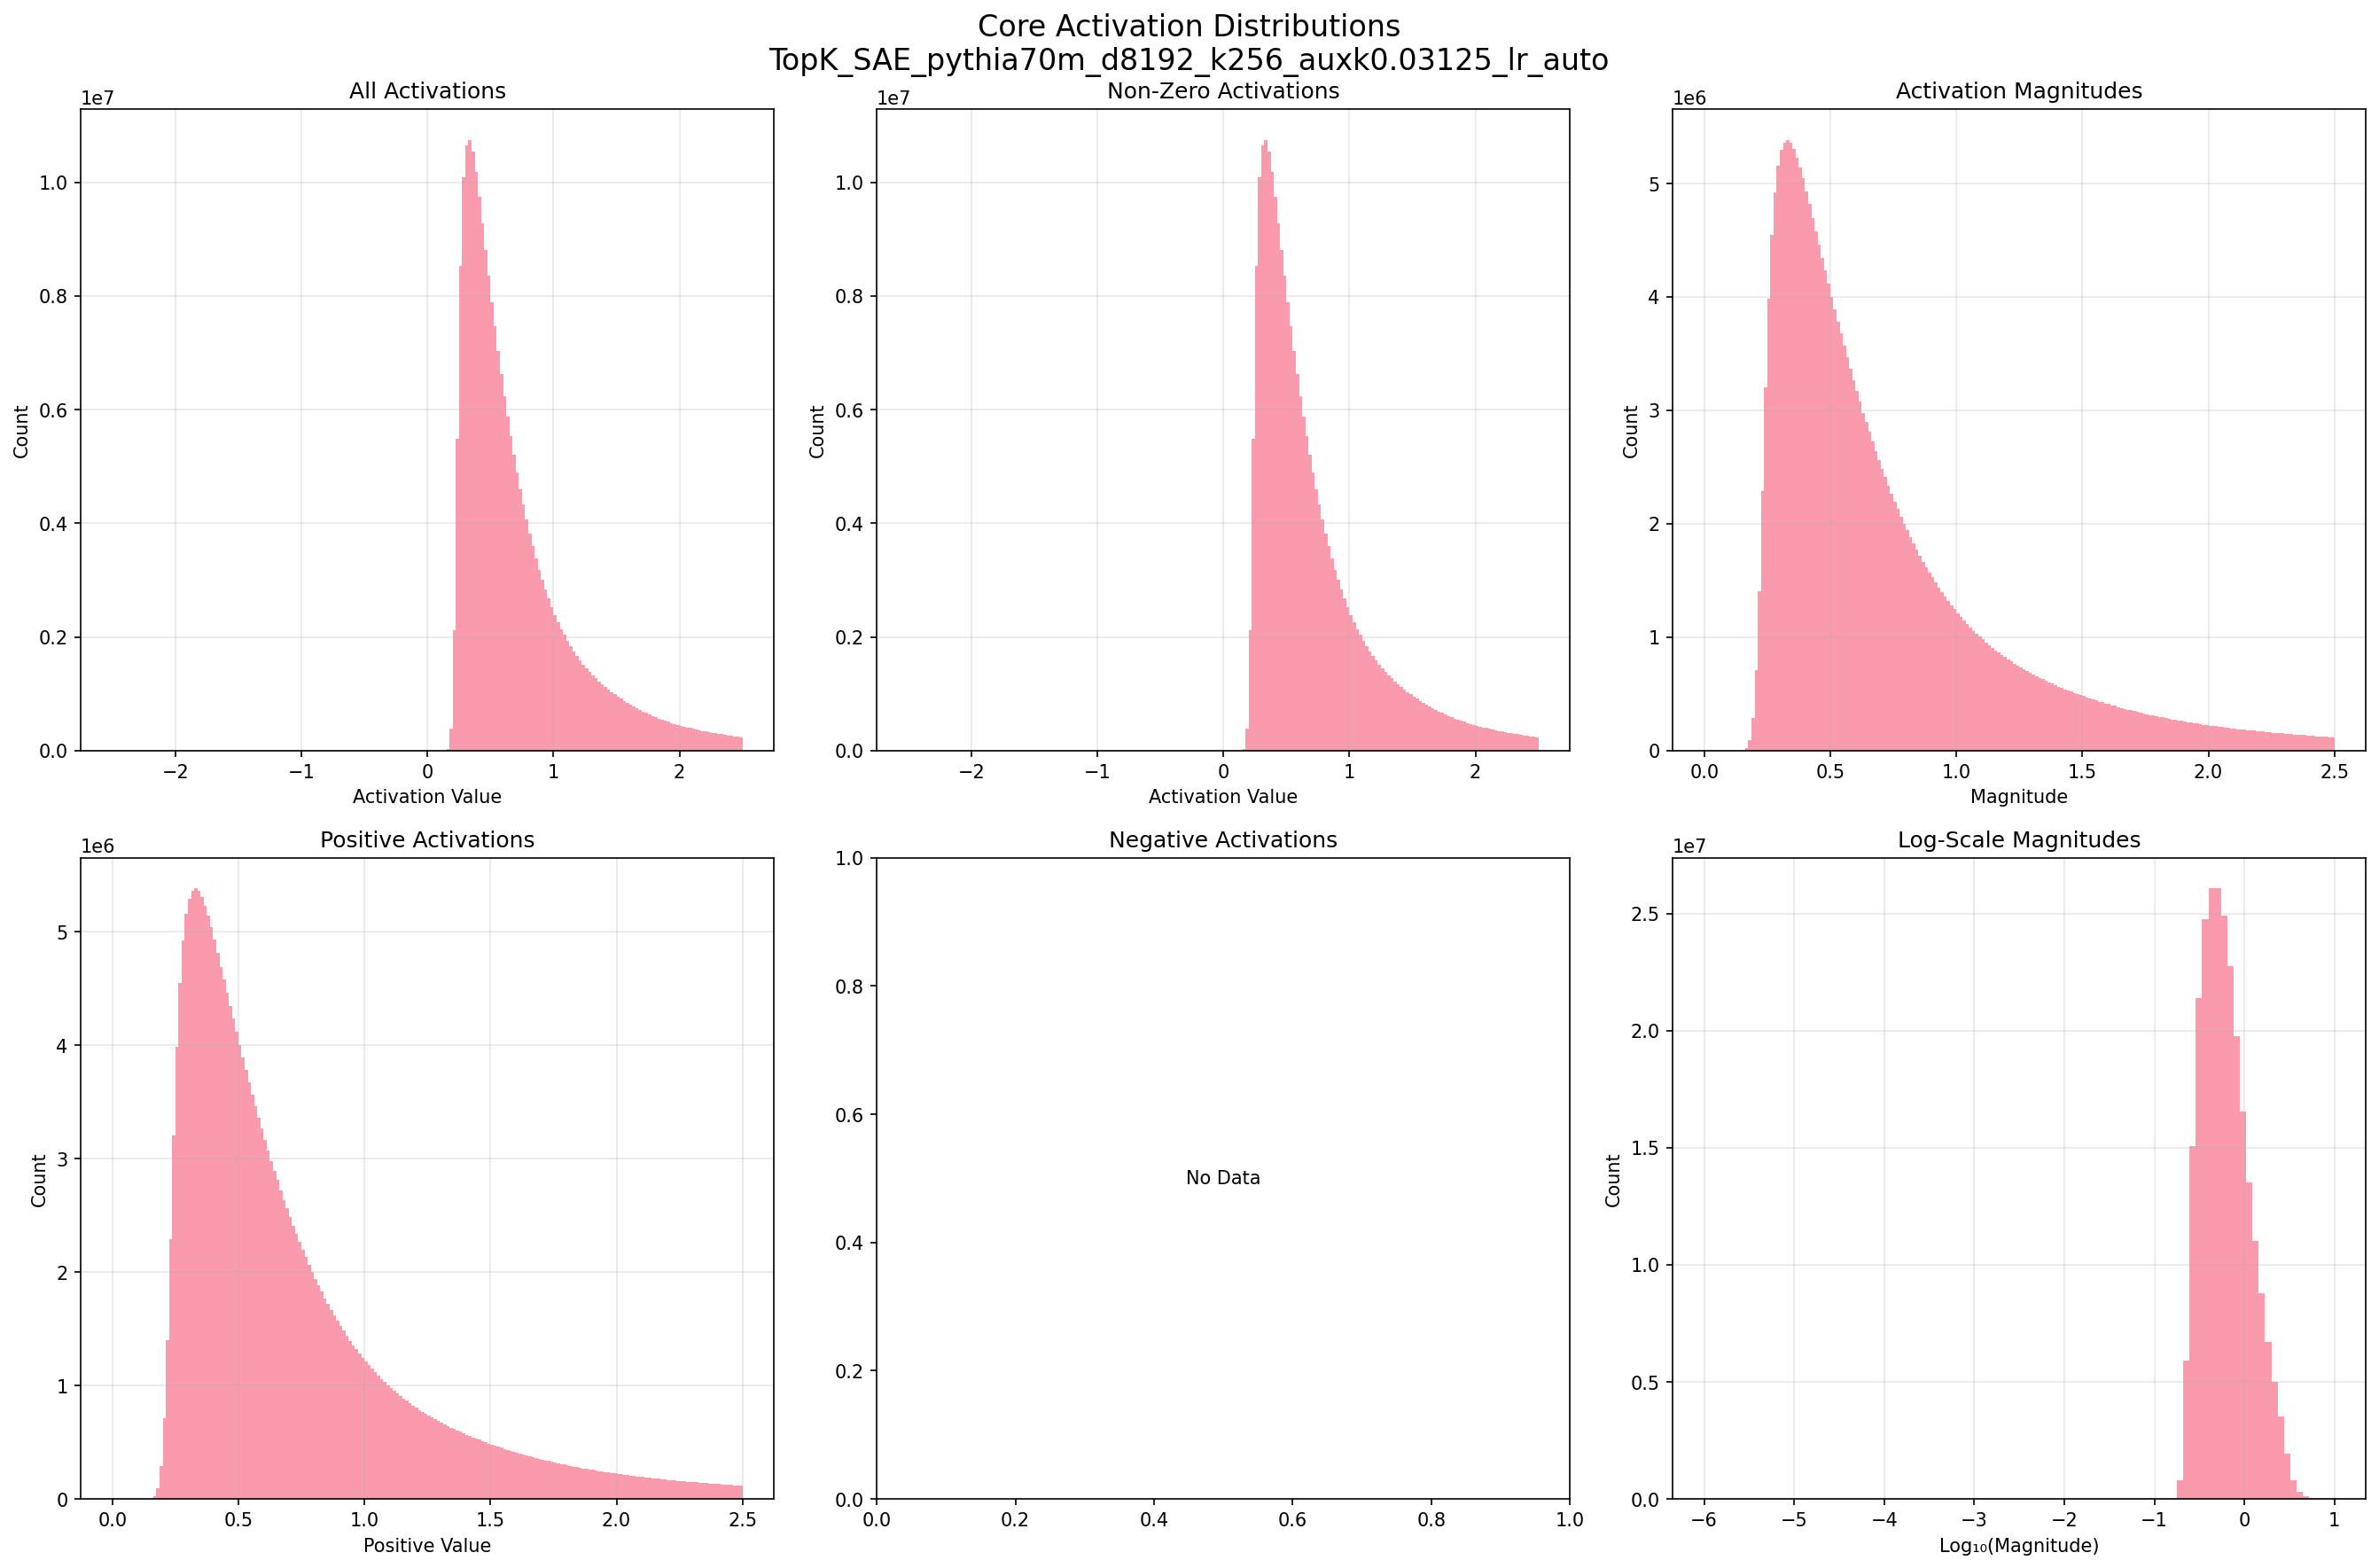 Core Activation Distributions
TopK_SAE_pythia70m_d8192_k256_auxk0.03125_lr_auto
All Activations
1e7
1.0
0.8
0.6
0.4
0.2
0.0
Count
−2 −1 0 1 2
Activation Value
Non-Zero Activations
1e7
1.0
0.8
0.6
0.4
0.2
0.0
Count
−2 −1 0 1 2
Activation Value
Activation Magnitudes
1e6
5
4
3
2
1
0
Count
0.0 0.5 1.0 1.5 2.0 2.5
Magnitude
Positive Activations
1e6
5
4
3
2
1
0
Count
0.0 0.5 1.0 1.5 2.0 2.5
Positive Value
Negative Activations
1.0
0.8
0.6
0.4
0.2
0.0
No Data
0.0 0.2 0.4 0.6 0.8 1.0
Log-Scale Magnitudes
1e7
2.5
2.0
1.5
1.0
0.5
0.0
Count
−6 −5 −4 −3 −2 −1 0 1
Log₁₀(Magnitude)